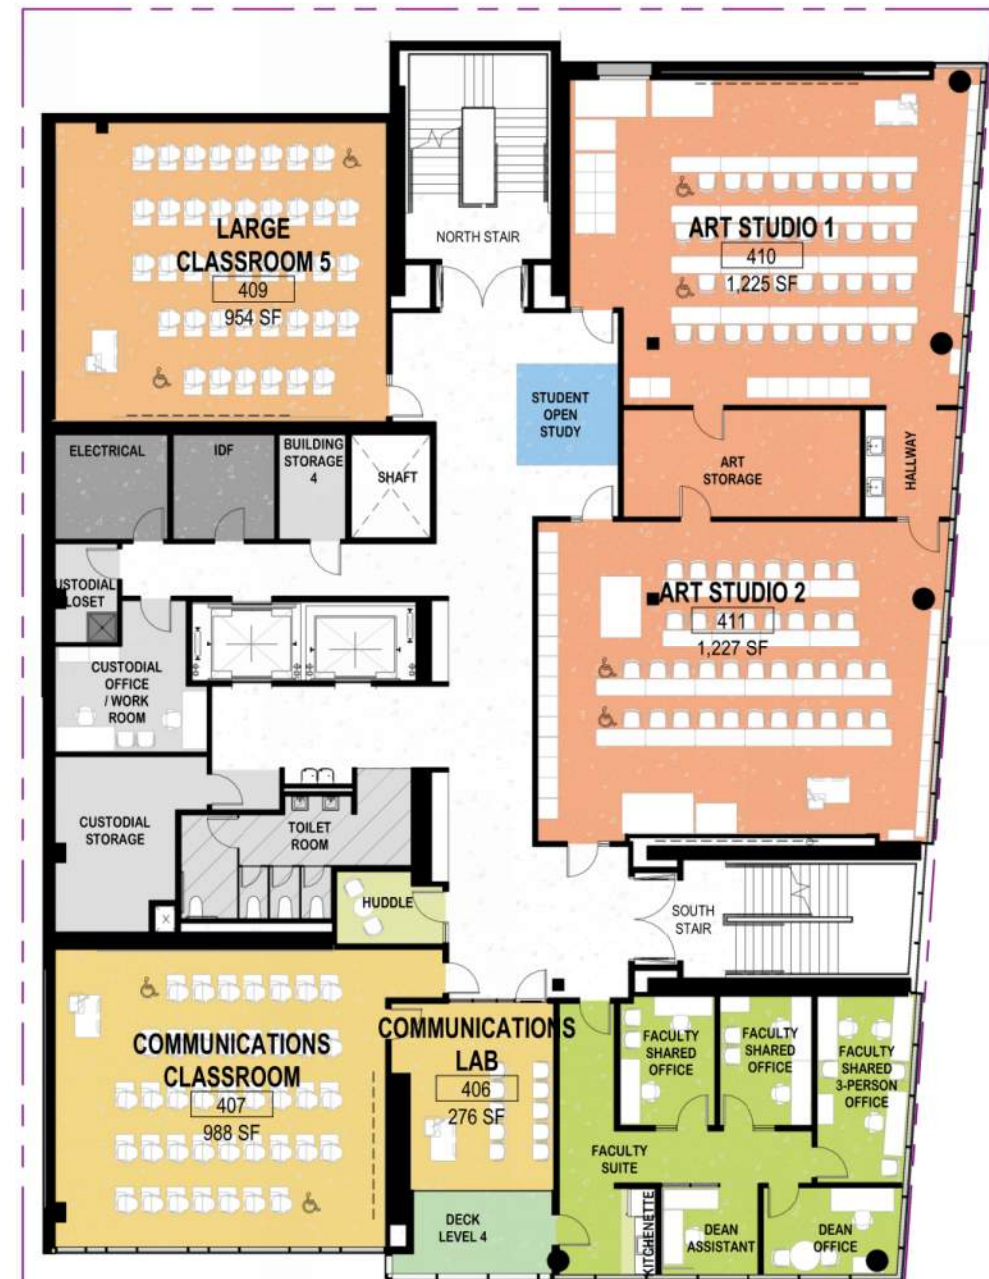 NORTH STAIR
LARGE
CLASSROOM 5
409
954 SF
ART STUDIO 1
410
1,225 SF
STUDENT
OPEN
STUDY
ELECTRICAL
IDF
BUILDING
STORAGE
4
SHAFT
ART
STORAGE
HALLWAY
USTODIAL
LOSET
ART STUDIO 2
411
1,227 SF
CUSTODIAL
OFFICE
/ WORK
ROOM
CUSTODIAL
STORAGE
TOILET
ROOM
HUDDLE
SOUTH
STAIR
COMMUNICATIONS
CLASSROOM
407
988 SF
COMMUNICATIONS
LAB
406
276 SF
FACULTY
SHARED
OFFICE
FACULTY
SHARED
OFFICE
FACULTY
SHARED
3-PERSON
OFFICE
FACULTY
SUITE
DECK
LEVEL 4
KITCHENETTE
DEAN
ASSISTANT
DEAN
OFFICE